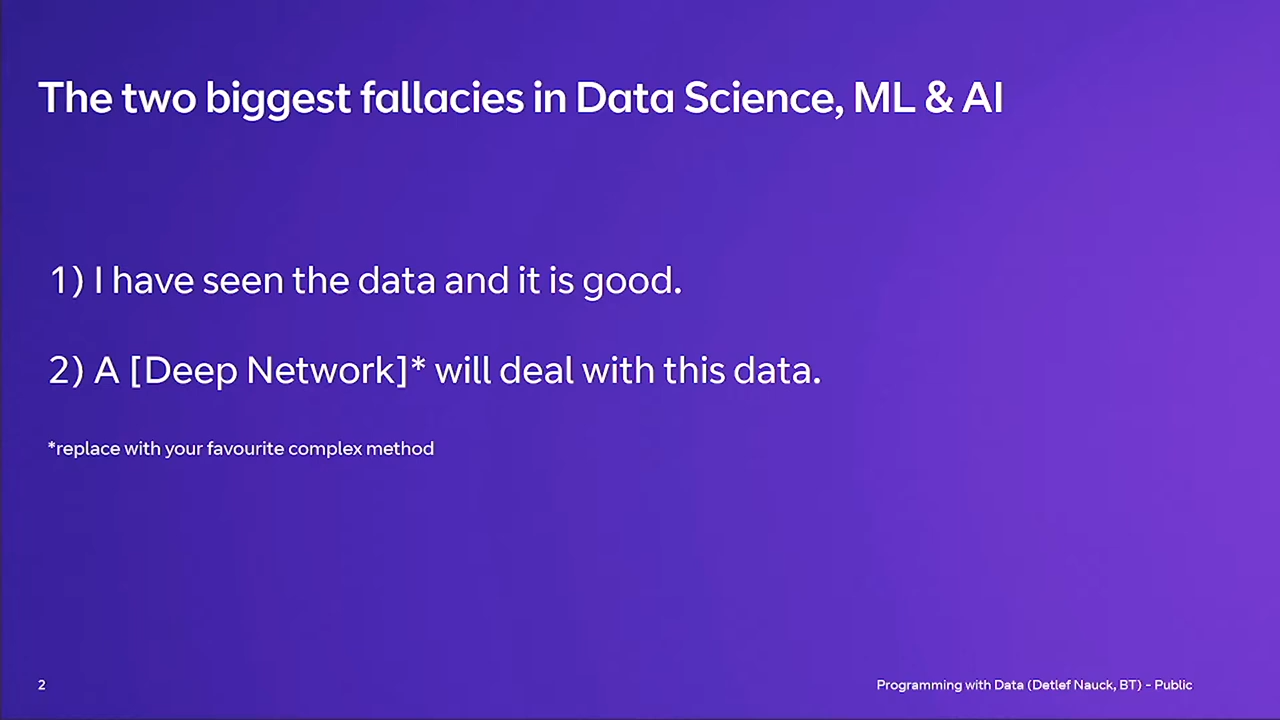 The two biggest fallacies in Data Science, ML & AI
1) I have seen the data and it is good.
2) A [Deep Network]* will deal with this data.
*replace with your favourite complex method
2
Programming with Data (Detlef Nauck, BT) – Public